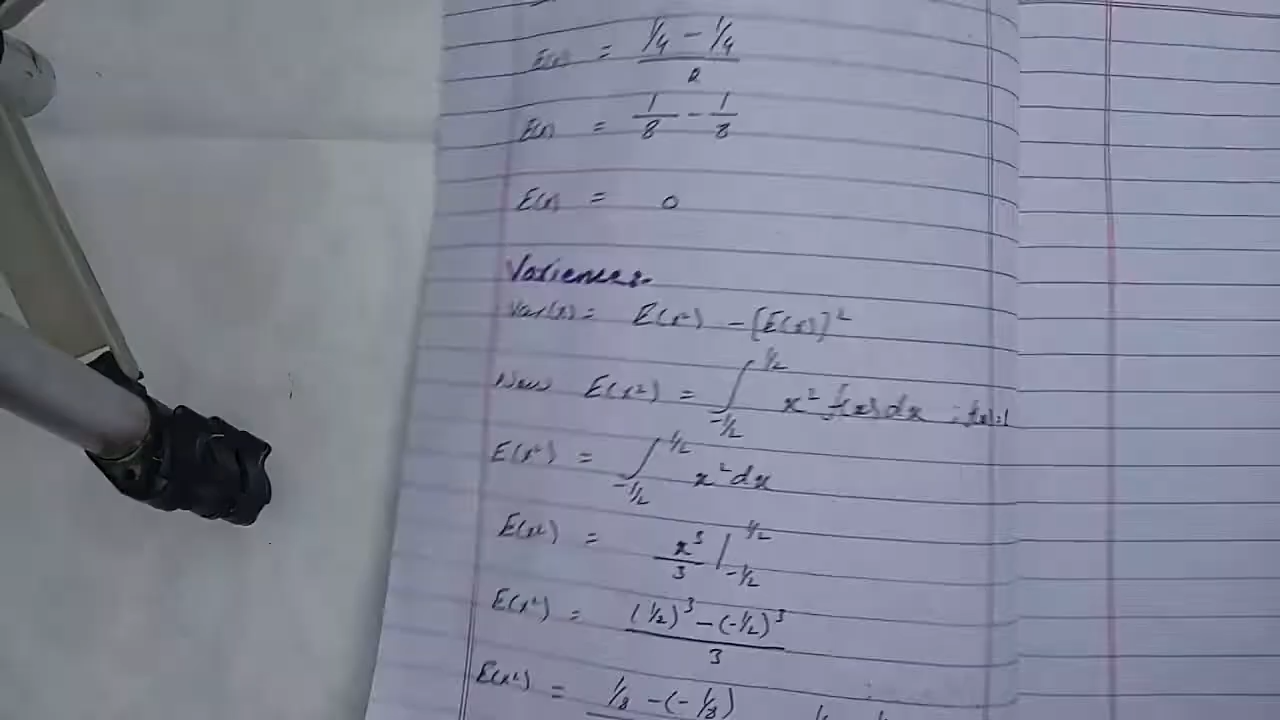 E(x) = 1/4 - 1/4 / 2
E(x) = 1/8 - 1/8
E(x) = 0
Variences:-
Var(x) = E(x²) - [E(x)]²
Now E(x²) = ∫_{-1/2}^{1/2} x² f(x) dx ; f(x)=1
E(x²) = ∫_{-1/2}^{1/2} x² dx
E(x²) = x³/3 |_{-1/2}^{1/2}
E(x²) = (1/2)³ - (-1/2)³ / 3
E(x²) = 1/8 - (-1/8)